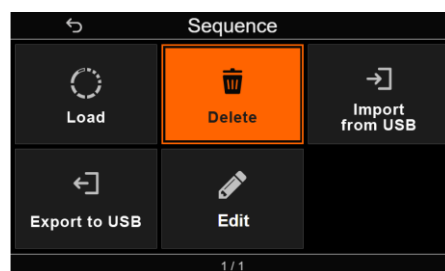 Sequence
Load
Delete
Import
from USB
Export to USB
Edit
1/1